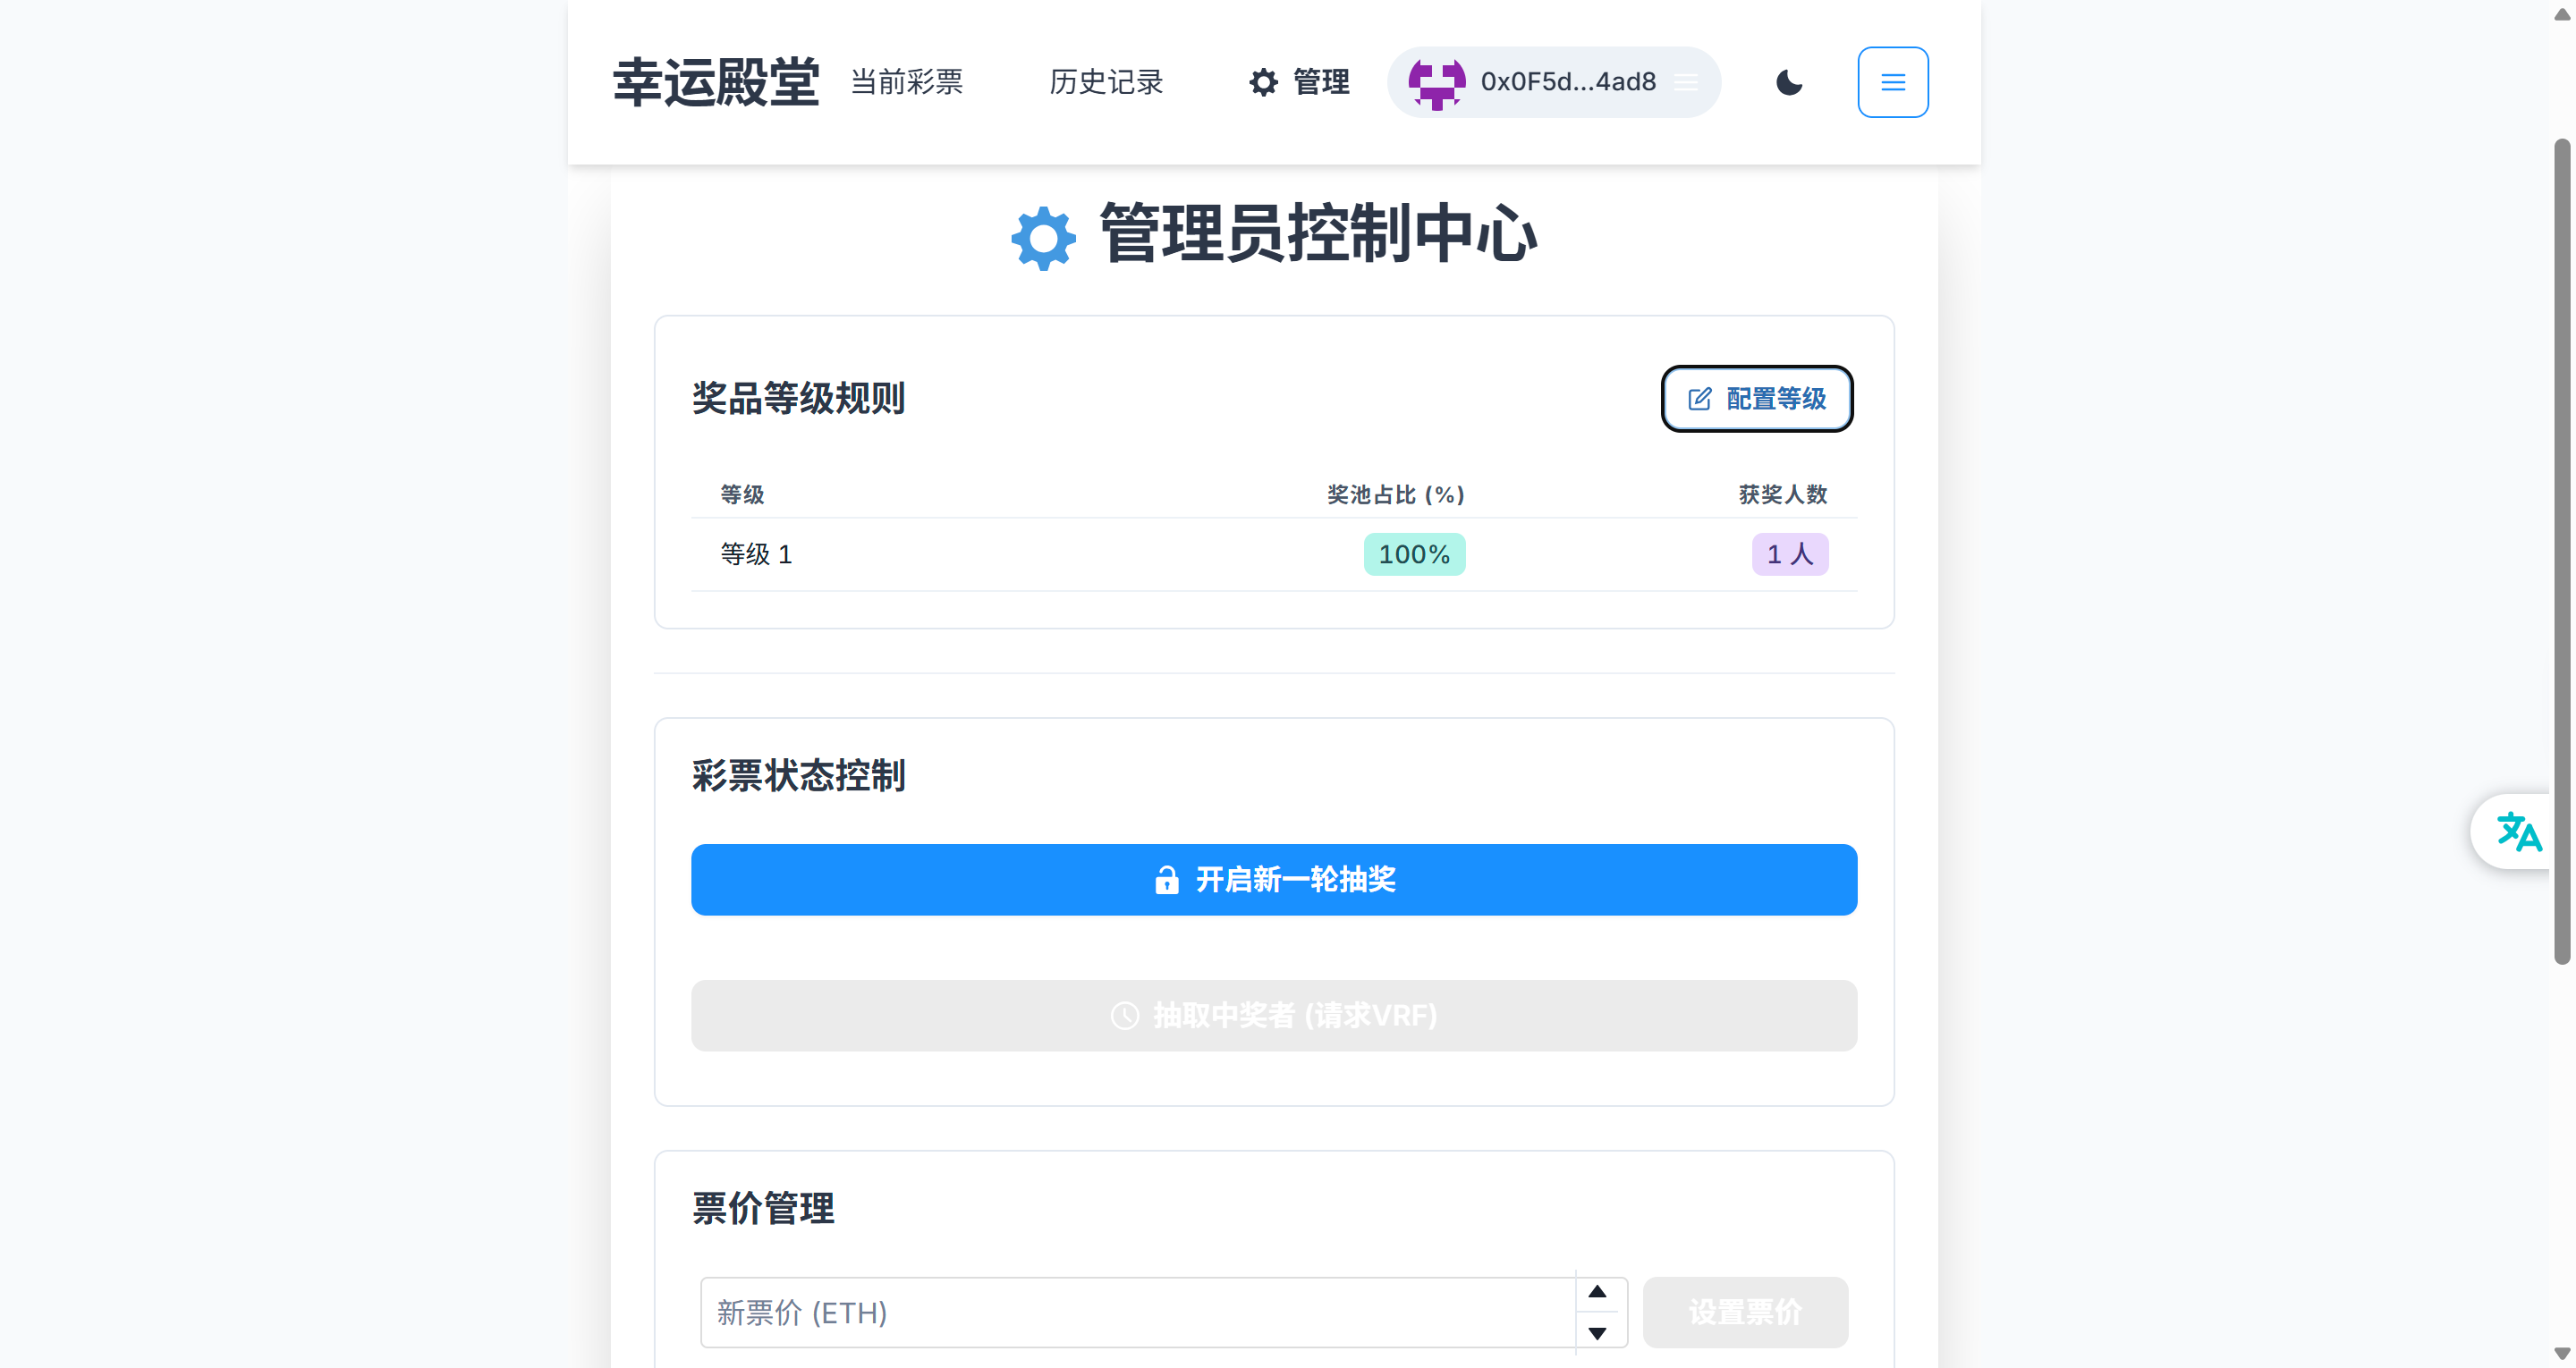 幸运殿堂 当前彩票 历史记录 管理 0x0F5d...4ad8
管理员控制中心
奖品等级规则 配置等级
等级 奖池占比 (%) 获奖人数
等级 1 100% 1 人
彩票状态控制
开启新一轮抽奖
抽取中奖者 (请求VRF)
票价管理
新票价 (ETH) 设置票价